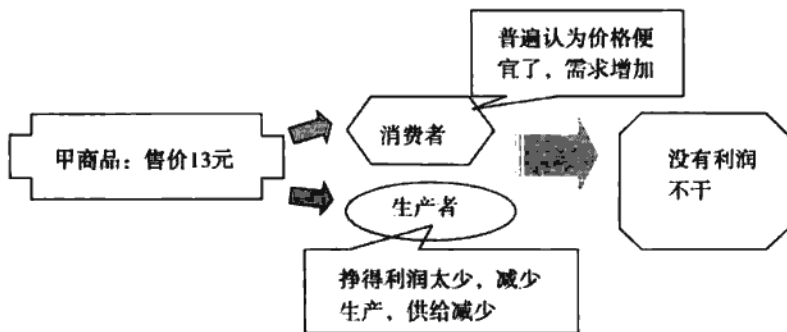 普遍认为价格便
宜了，需求增加
甲商品：售价13元
消费者
没有利润
不干
生产者
挣得利润太少，减少
生产，供给减少